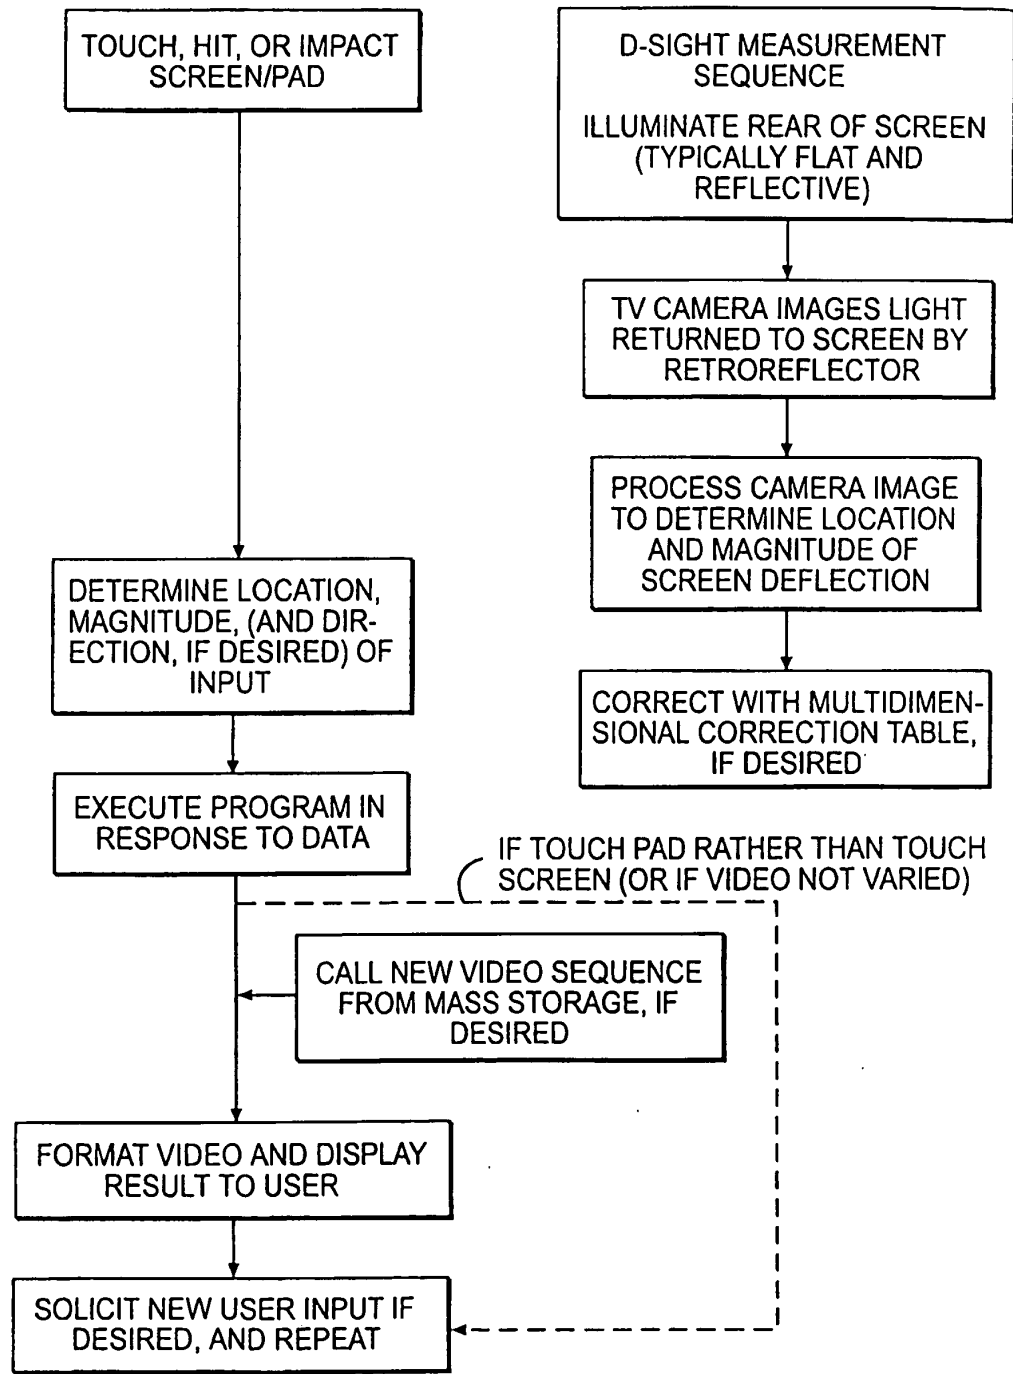 TOUCH, HIT, OR IMPACT
SCREEN/PAD
DETERMINE LOCATION,
MAGNITUDE, (AND DIR-
ECTION, IF DESIRED) OF
INPUT
EXECUTE PROGRAM IN
RESPONSE TO DATA
IF TOUCH PAD RATHER THAN TOUCH
SCREEN (OR IF VIDEO NOT VARIED)
CALL NEW VIDEO SEQUENCE
FROM MASS STORAGE, IF
DESIRED
FORMAT VIDEO AND DISPLAY
RESULT TO USER
SOLICIT NEW USER INPUT IF
DESIRED, AND REPEAT
D-SIGHT MEASUREMENT
SEQUENCE
ILLUMINATE REAR OF SCREEN
(TYPICALLY FLAT AND
REFLECTIVE)
TV CAMERA IMAGES LIGHT
RETURNED TO SCREEN BY
RETROREFLECTOR
PROCESS CAMERA IMAGE
TO DETERMINE LOCATION
AND MAGNITUDE OF
SCREEN DEFLECTION
CORRECT WITH MULTIDIMEN-
SIONAL CORRECTION TABLE,
IF DESIRED